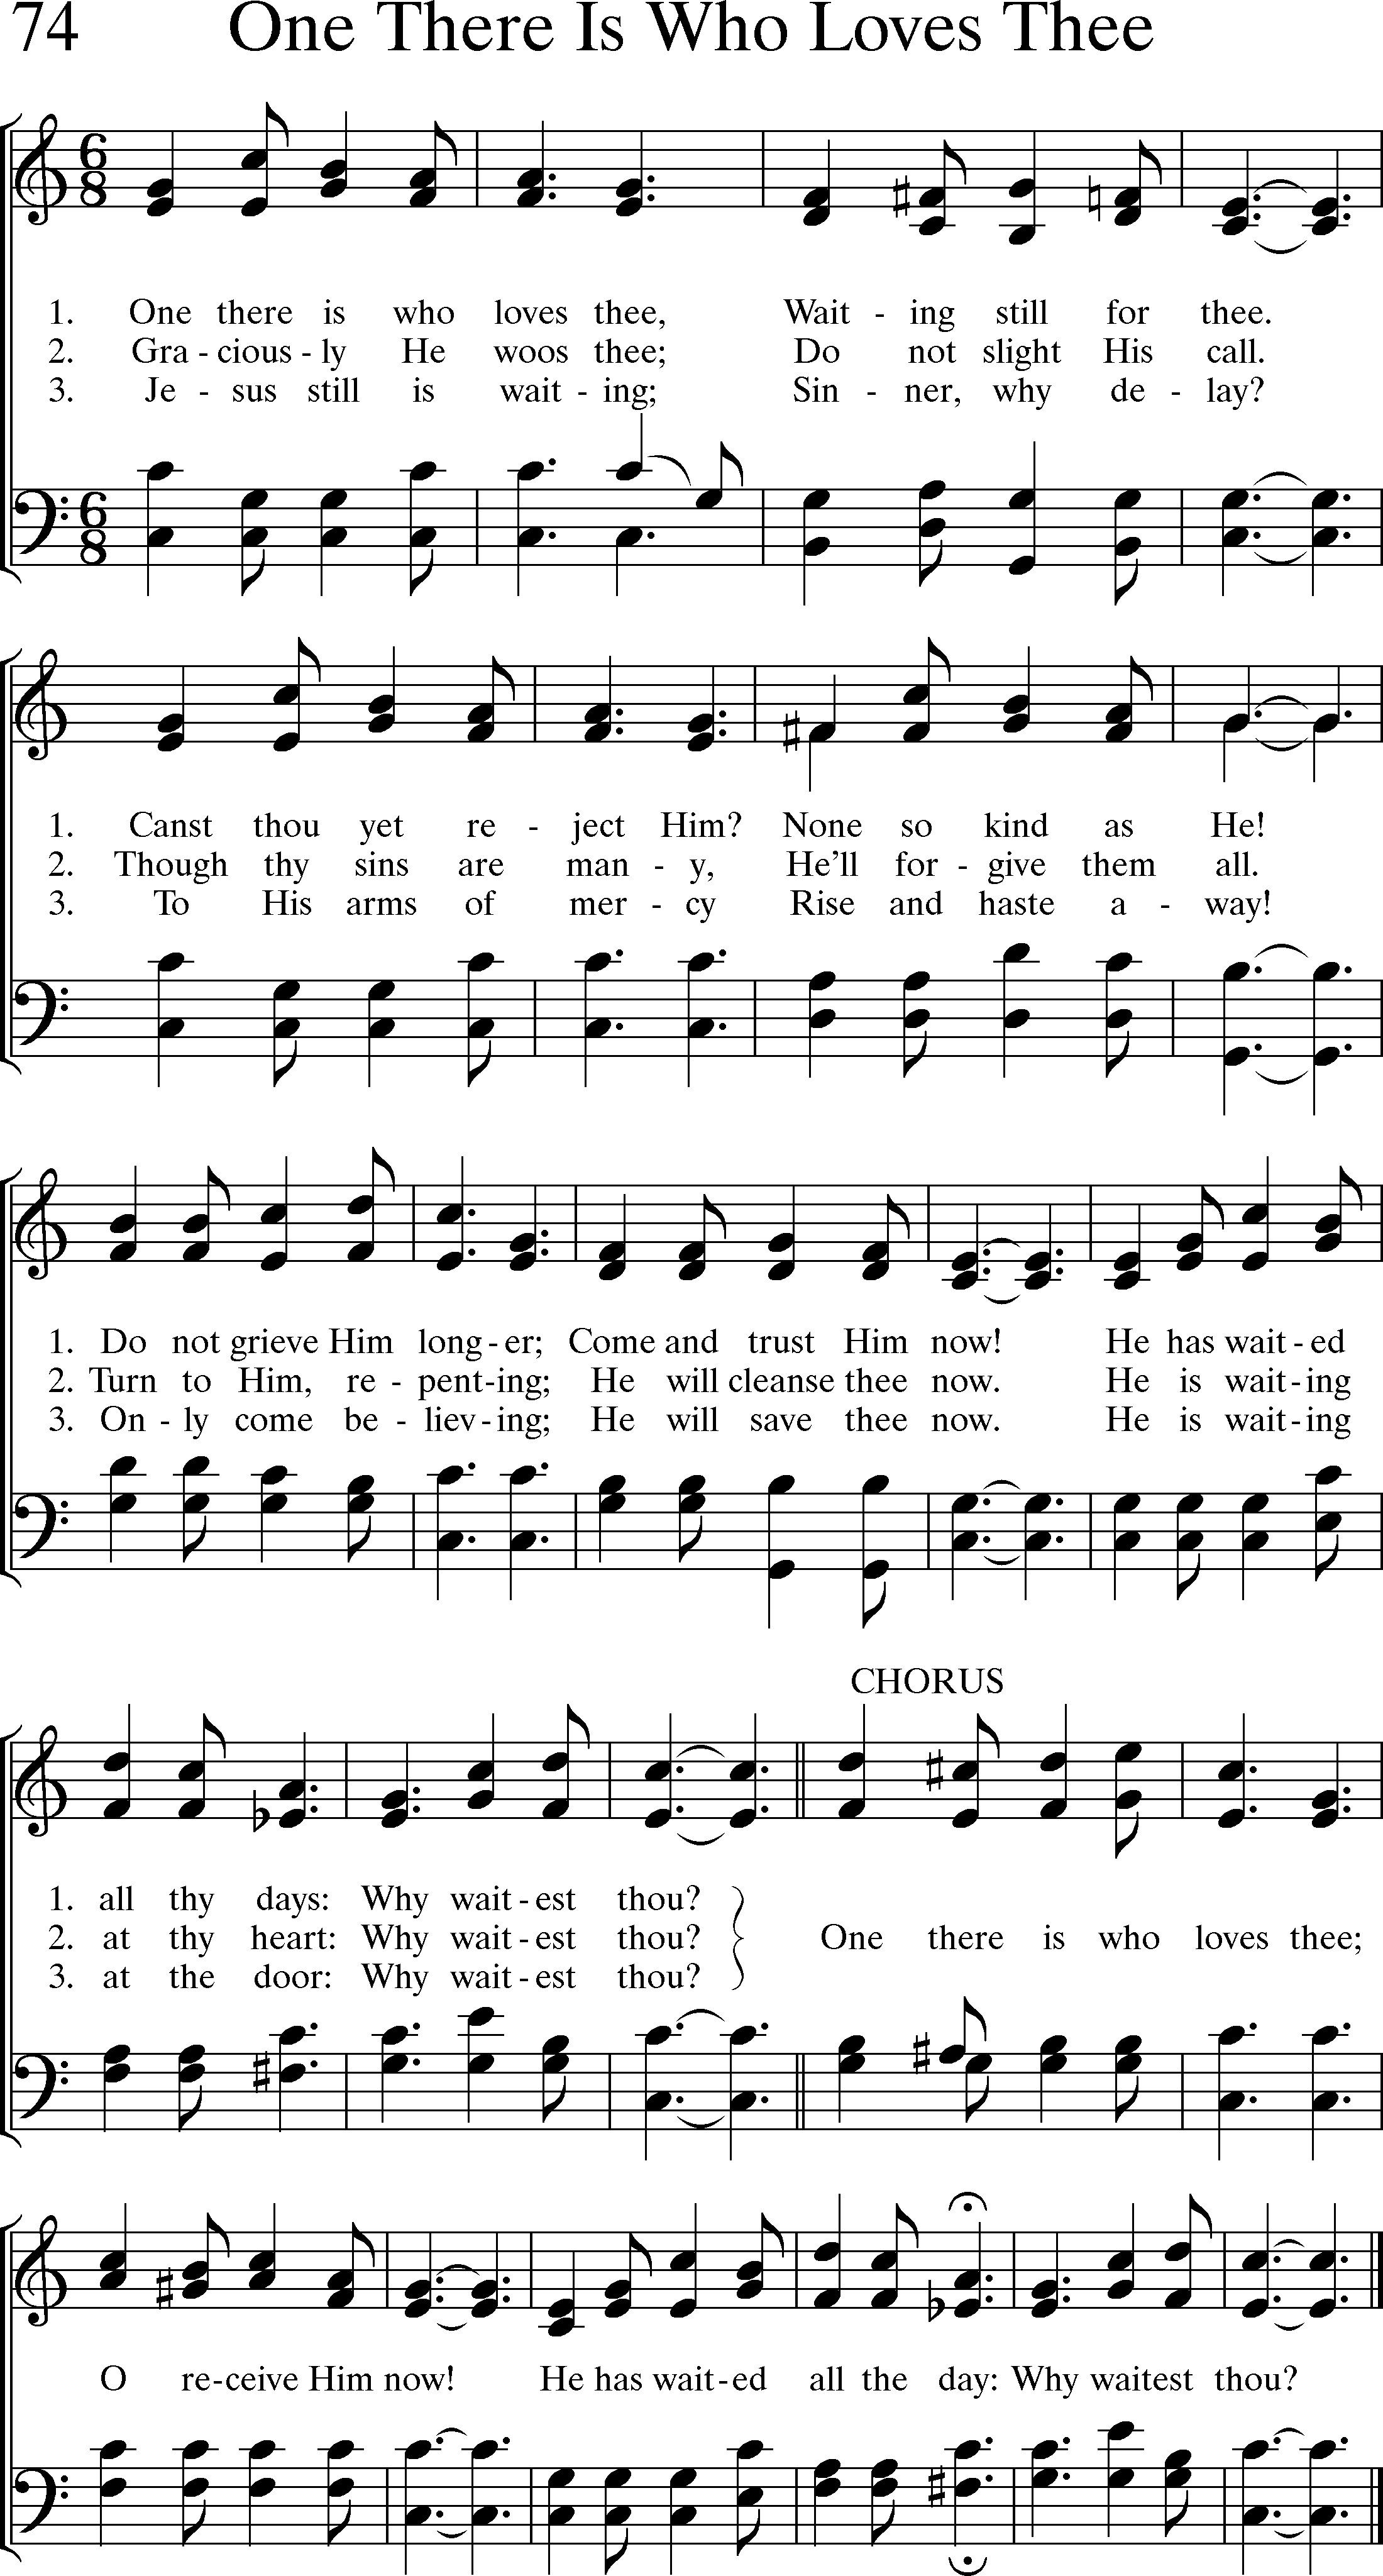 74 One There Is Who Loves Thee
1. One there is who loves thee, Wait - ing still for thee.
2. Gra - cious - ly He woos thee; Do not slight His call.
3. Je - sus still is wait - ing; Sin - ner, why de - lay?
1. Canst thou yet re - ject Him? None so kind as He!
2. Though thy sins are man - y, He'll for - give them all.
3. To His arms of mer - cy Rise and haste a - way!
1. Do not grieve Him long - er; Come and trust Him now! He has wait - ed
2. Turn to Him, re - pent - ing; He will cleanse thee now. He is wait - ing
3. On - ly come be - liev - ing; He will save thee now. He is wait - ing
CHORUS
1. all thy days: Why wait - est thou?
2. at thy heart: Why wait - est thou? One there is who loves thee;
3. at the door: Why wait - est thou?
O re - ceive Him now! He has wait - ed all the day: Why waitest thou?